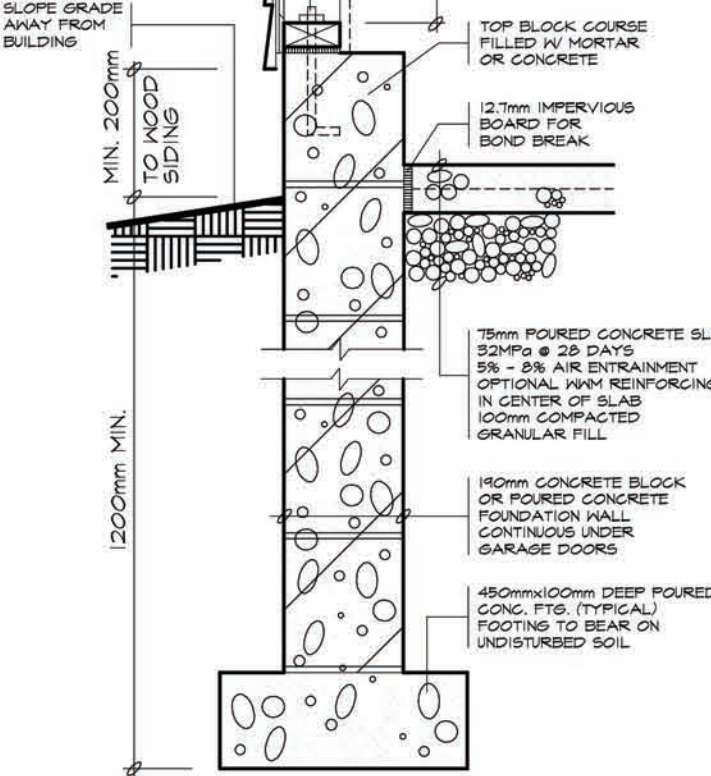 SLOPE GRADE
AWAY FROM
BUILDING
MIN. 200mm
TO WOOD
SIDING
1200mm MIN.
TOP BLOCK COURSE
FILLED W/ MORTAR
OR CONCRETE
12.7mm IMPERVIOUS
BOARD FOR
BOND BREAK
75mm POURED CONCRETE SL
32MPa @ 28 DAYS
5% - 8% AIR ENTRAINMENT
OPTIONAL WWM REINFORCING
IN CENTER OF SLAB
100mm COMPACTED
GRANULAR FILL
190mm CONCRETE BLOCK
OR POURED CONCRETE
FOUNDATION WALL
CONTINUOUS UNDER
GARAGE DOORS
450mmx100mm DEEP POURED
CONC. FTG. (TYPICAL)
FOOTING TO BEAR ON
UNDISTURBED SOIL